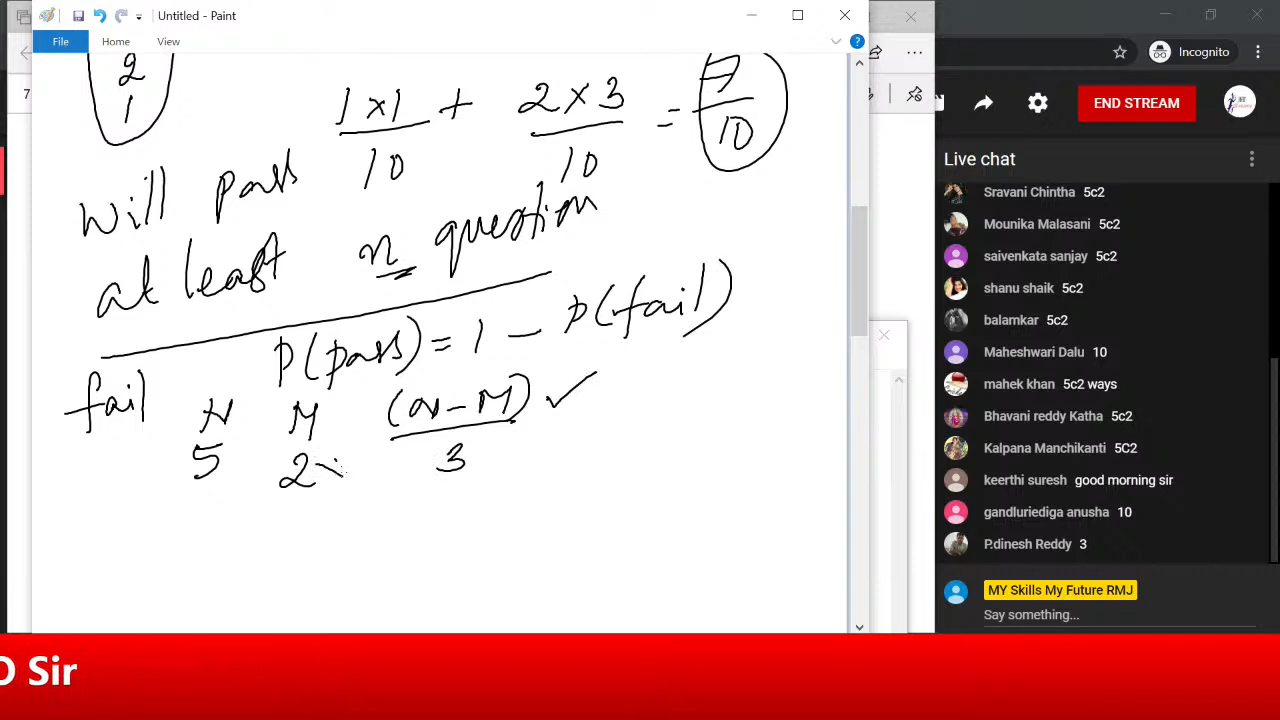 Untitled - Paint
File Home View
2
1
1 x 1 + 2 x 3 = 7
10 10 10
will pass
at least n question
P(pass) = 1 - P(fail)
fail N M (N-M) ✓
5 2 3
7
Incognito
END STREAM
Live chat
Sravani Chintha 5c2
Mounika Malasani 5c2
saivenkata sanjay 5c2
shanu shaik 5c2
balamkar 5c2
Maheshwari Dalu 10
mahek khan 5c2 ways
Bhavani reddy Katha 5c2
Kalpana Manchikanti 5C2
keerthi suresh good morning sir
gandluriediga anusha 10
P.dinesh Reddy 3
MY Skills My Future RMJ
Say something...
Sir